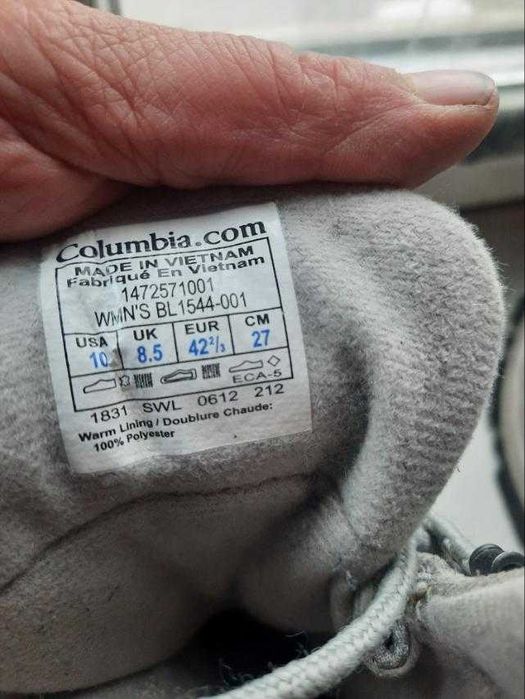 Columbia.com
MADE IN VIETNAM
Fabriqué En Vietnam
1472571001
WMN'S BL1544-001
USA UK EUR CM
10 8.5 42²/₃ 27
ECA-5
1831 SWL 0612 212
Warm Lining / Doublure Chaude:
100% Polyester